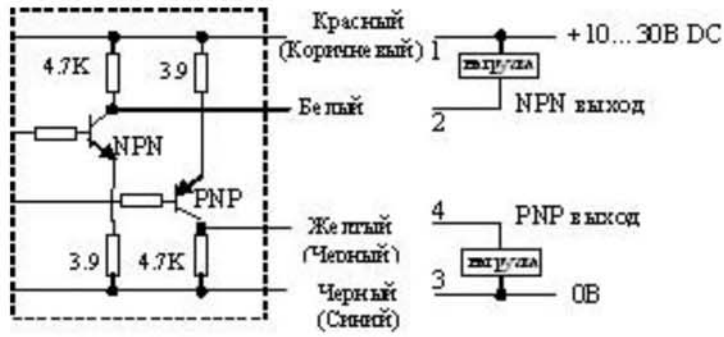 Красный
(Коричневый) 1
+10...30В DC
4.7K
3.9
нагрузка
Белый
2
NPN выход
NPN
PNP
4
PNP выход
Желтый
(Черный)
нагрузка
3.9
4.7K
Черный
3
0В
(Синий)